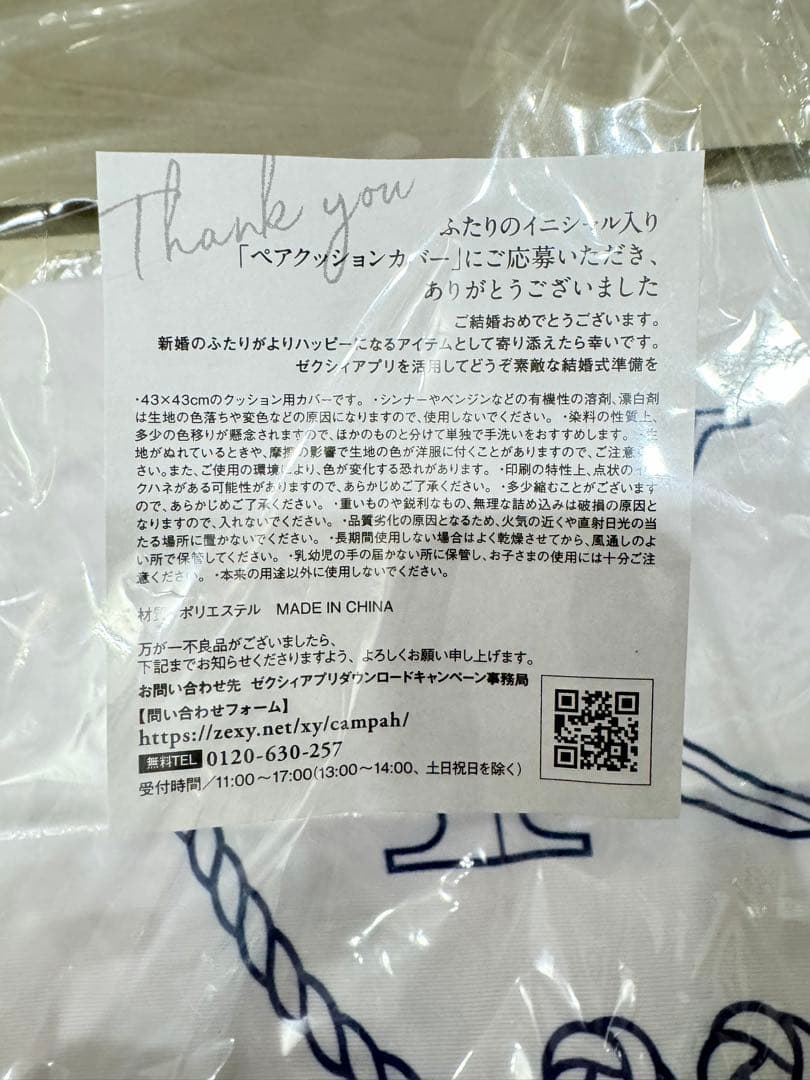 Thank you
ふたりのイニシャル入り
「ペアクッションカバー」にご応募いただき、
ありがとうございました
ご結婚おめでとうございます。
新婚のふたりがよりハッピーになるアイテムとして寄り添えたら幸いです。
ゼクシィアプリを活用してどうぞ素敵な結婚式準備を
・43×43cmのクッション用カバーです。・シンナーやベンジンなどの有機性の溶剤、漂白剤
は生地の色落ちや変色などの原因になりますので、使用しないでください。・染料の性質上、
多少の色移りが懸念されますので、ほかのものと分けて単独で手洗いをおすすめします。・生
地がぬれているときや、摩擦の影響で生地の色が洋服に付くことがありますので、ご注意くだ
さい。また、ご使用の環境により、色が変化する恐れがあります。・印刷の特性上、点状のイン
クハネがある可能性がありますので、あらかじめご了承ください。・多少縮むことがございます
ので、あらかじめご了承ください。・重いものや鋭利なもの、無理な詰め込みは破損の原因と
なりますので、入れないでください。・品質劣化の原因となるため、火気の近くや直射日光の当
たる場所に置かないでください。・長期間使用しない場合はよく乾燥させてから、風通しのよ
い所で保管してください。・乳幼児の手の届かない所に保管し、お子さまの使用には十分ご注
意ください。・本来の用途以外に使用しないでください。
材質 ポリエステル MADE IN CHINA
万が一不良品がございましたら、
下記までお知らせくださりますよう、よろしくお願い申し上げます。
お問い合わせ先 ゼクシィアプリダウンロードキャンペーン事務局
【問い合わせフォーム】
https://zexy.net/xy/campah/
無料TEL 0120-630-257
受付時間/11:00〜17:00(13:00〜14:00、土日祝日を除く)